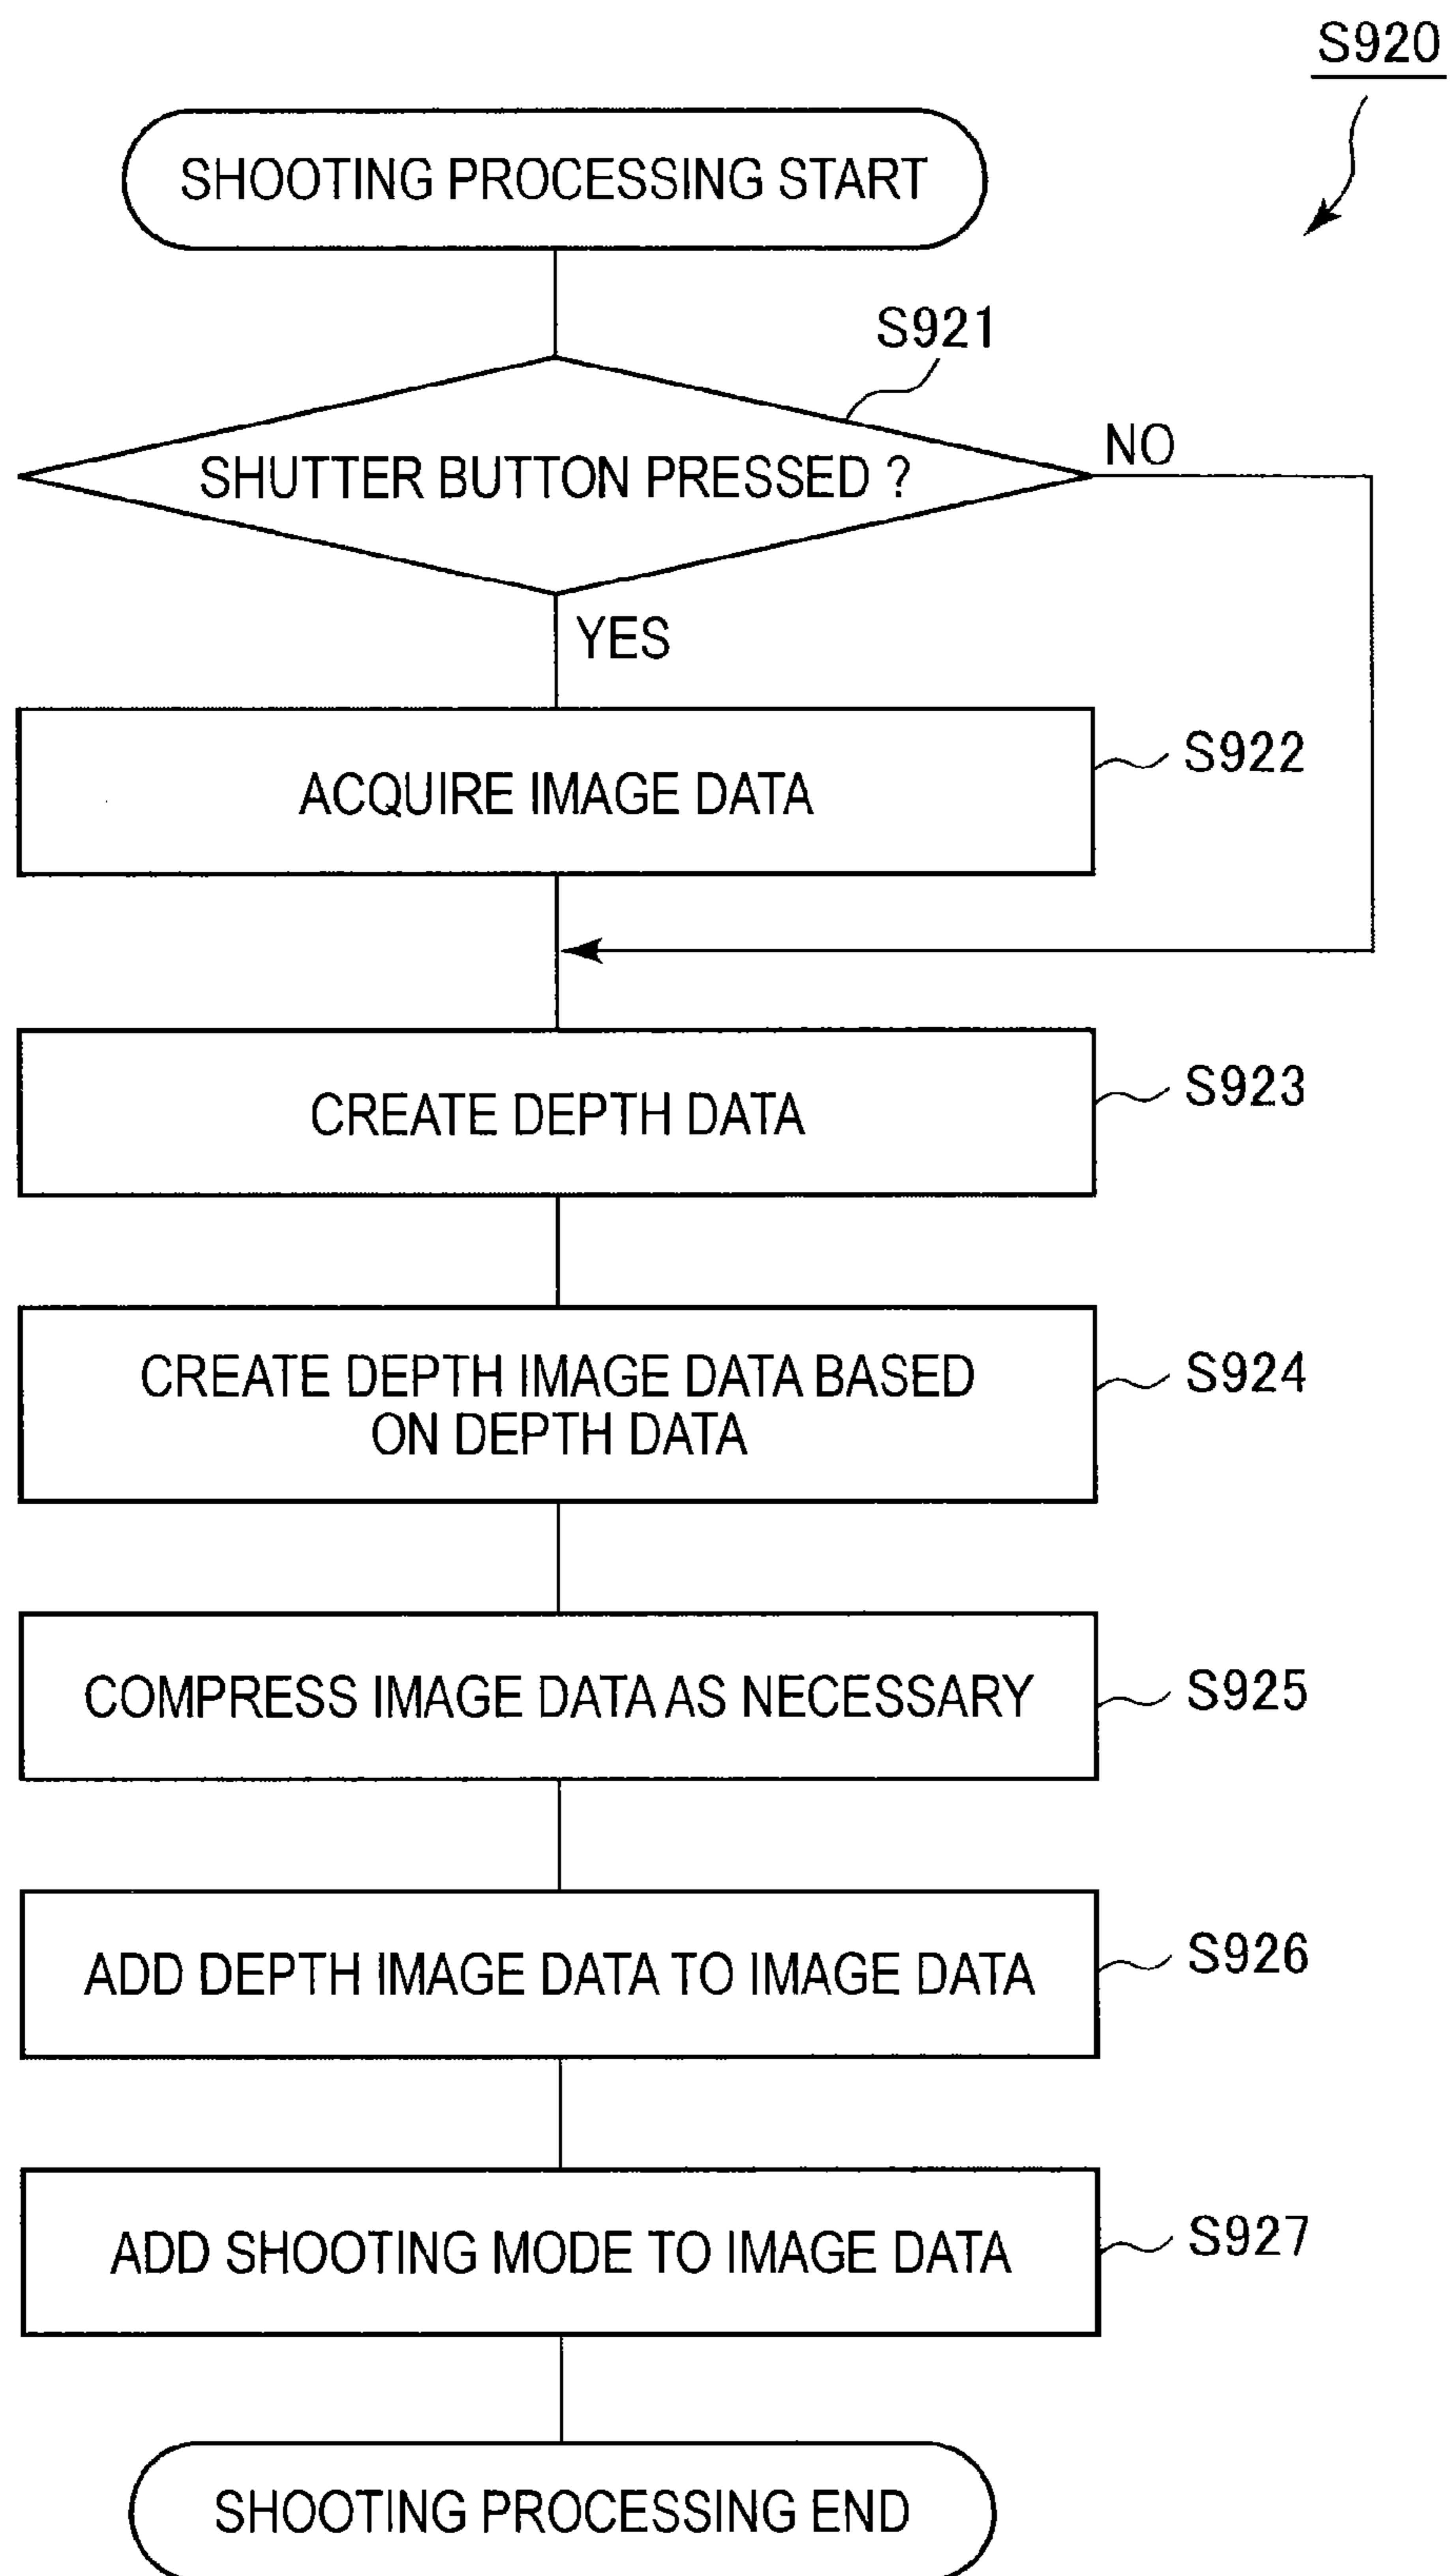 S920
SHOOTING PROCESSING START
S921
SHUTTER BUTTON PRESSED ?
NO
YES
ACQUIRE IMAGE DATA
S922
CREATE DEPTH DATA
S923
CREATE DEPTH IMAGE DATA BASED
ON DEPTH DATA
S924
COMPRESS IMAGE DATA AS NECESSARY
S925
ADD DEPTH IMAGE DATA TO IMAGE DATA
S926
ADD SHOOTING MODE TO IMAGE DATA
S927
SHOOTING PROCESSING END